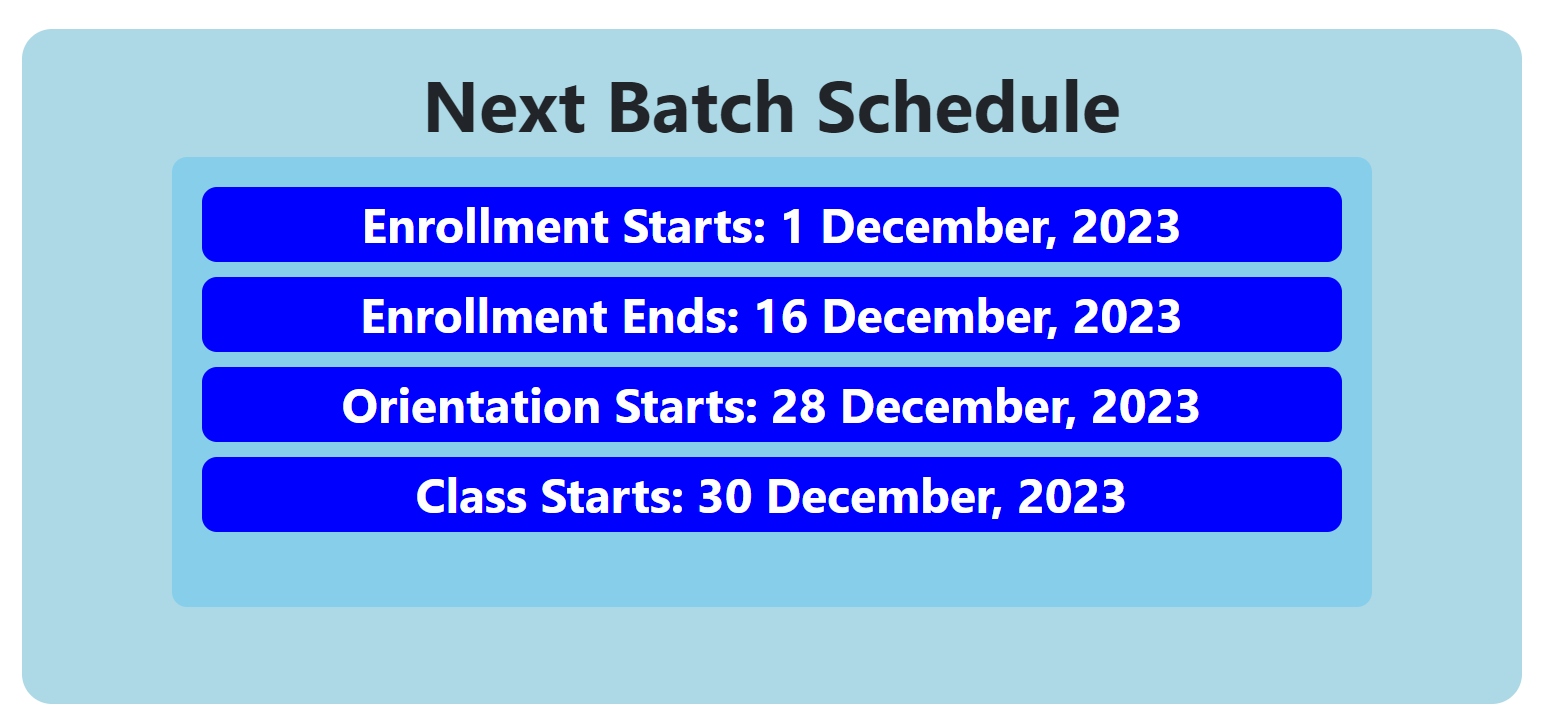 Next Batch Schedule
Enrollment Starts: 1 December, 2023
Enrollment Ends: 16 December, 2023
Orientation Starts: 28 December, 2023
Class Starts: 30 December, 2023